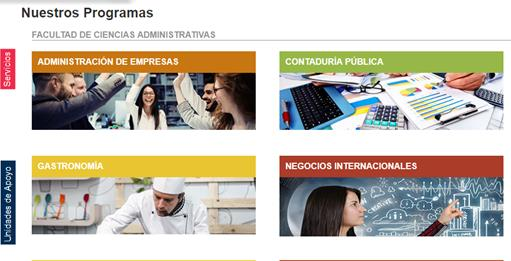 Nuestros Programas
FACULTAD DE CIENCIAS ADMINISTRATIVAS
Servicios
ADMINISTRACIÓN DE EMPRESAS
CONTADURÍA PÚBLICA
Unidades de Apoyo
GASTRONOMÍA
NEGOCIOS INTERNACIONALES